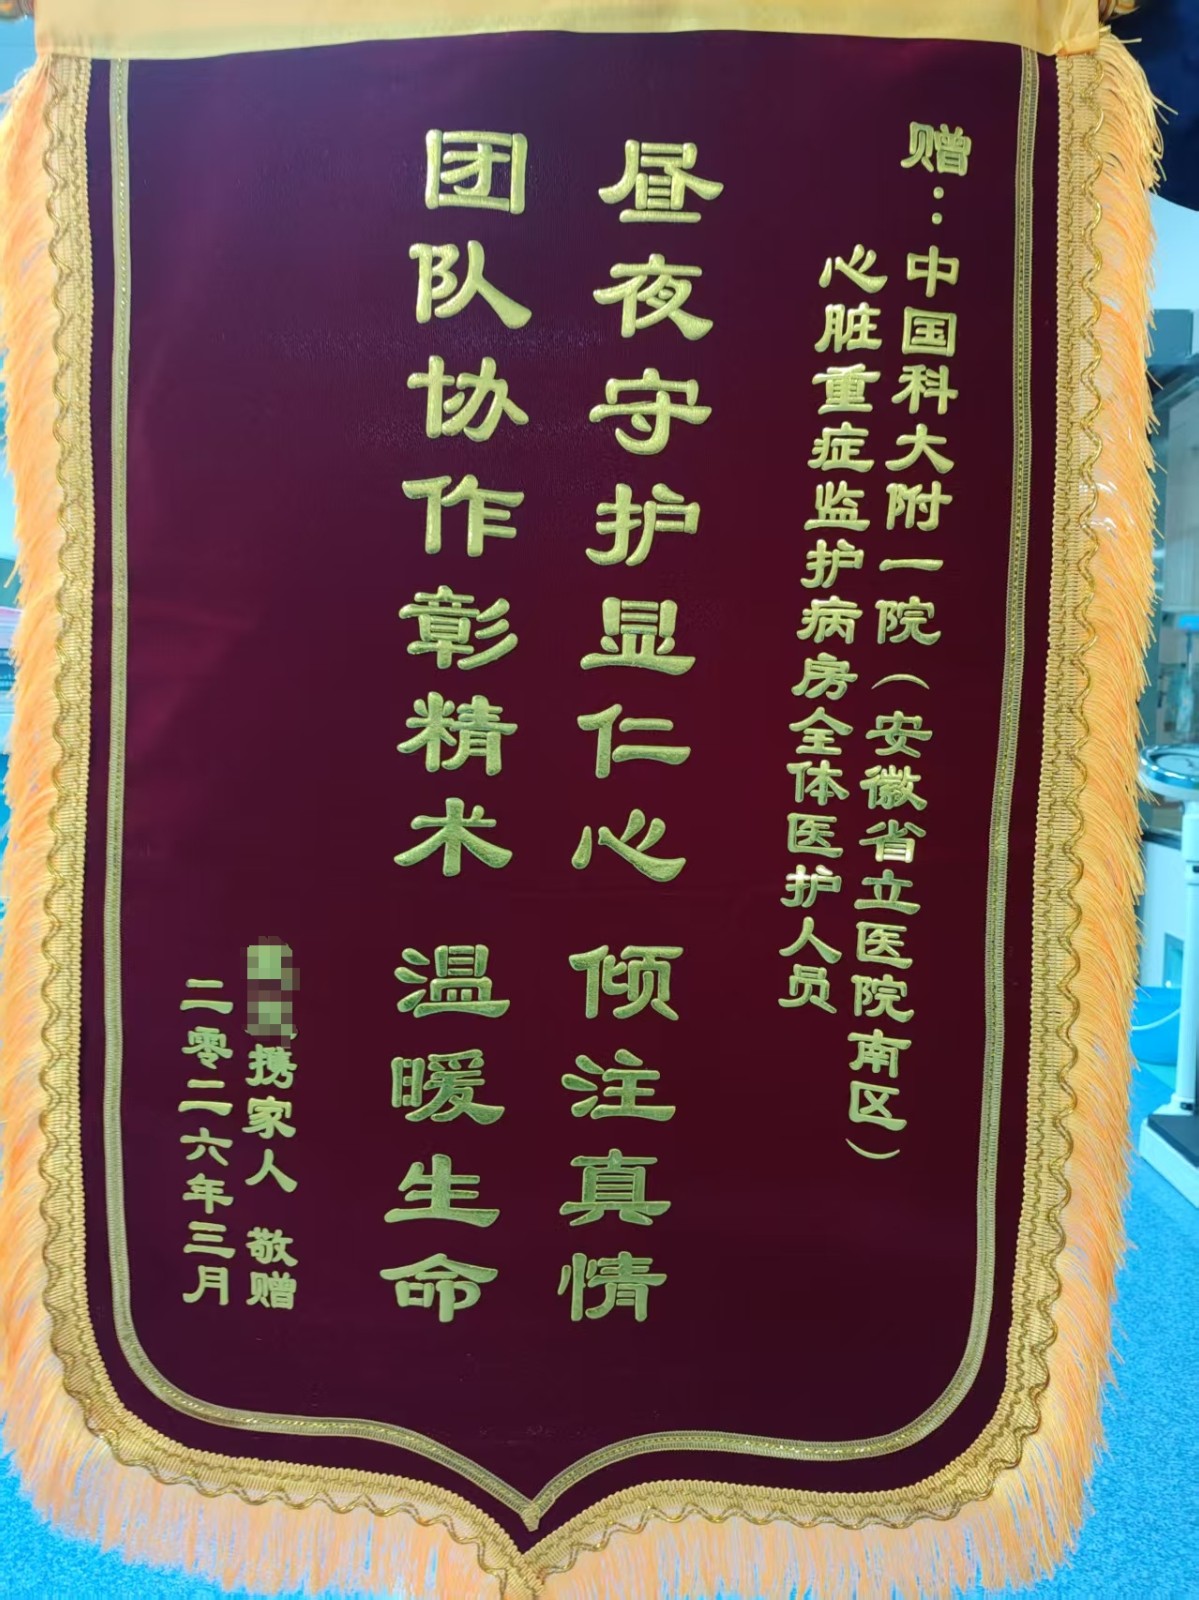 赠：中国科大附一院（安徽省立医院南区）
心脏重症监护病房全体医护人员
昼夜守护显仁心 倾注真情
团队协作彰精术 温暖生命
携家人 敬赠
二零二六年三月